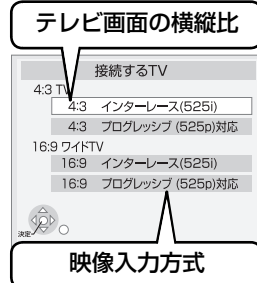 テレビ画面の横縦比
接続するTV
4:3 TV
4:3 インターレース(525i)
4:3 プログレッシブ (525p)対応
16:9 ワイドTV
16:9 インターレース(525i)
16:9 プログレッシブ (525p)対応
決定
映像入力方式